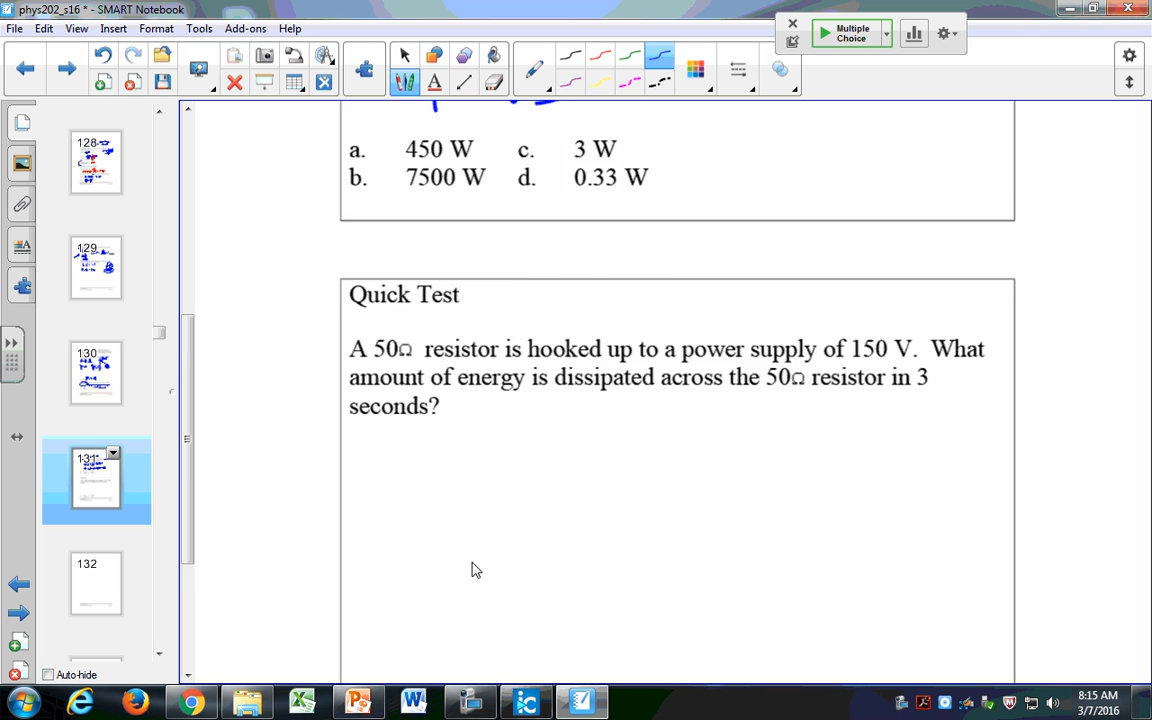 phys202_s16 * - SMART Notebook
File Edit View Insert Format Tools Add-ons Help
Multiple
Choice
128
129
130
131
132
a. 450 W c. 3 W
b. 7500 W d. 0.33 W
Quick Test
A 50Ω resistor is hooked up to a power supply of 150 V. What
amount of energy is dissipated across the 50Ω resistor in 3
seconds?
Auto-hide
8:15 AM
3/7/2016